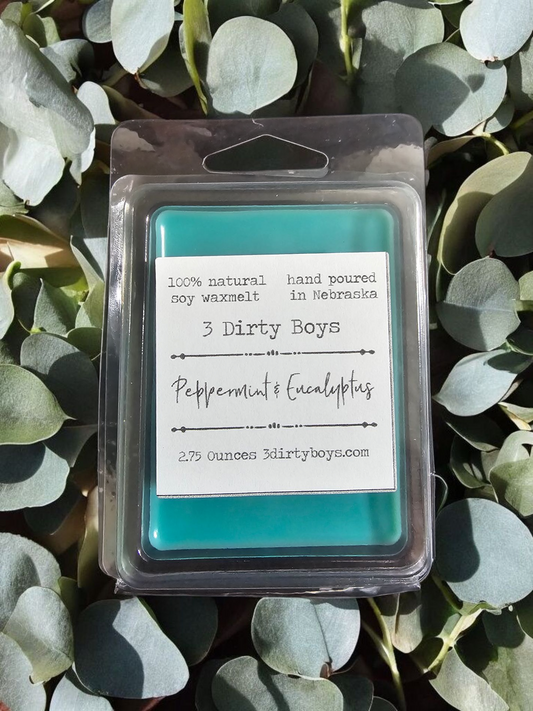 100% natural hand poured
soy waxmelt in Nebraska
3 Dirty Boys
Peppermint & Eucalyptus
2.75 Ounces 3dirtyboys.com